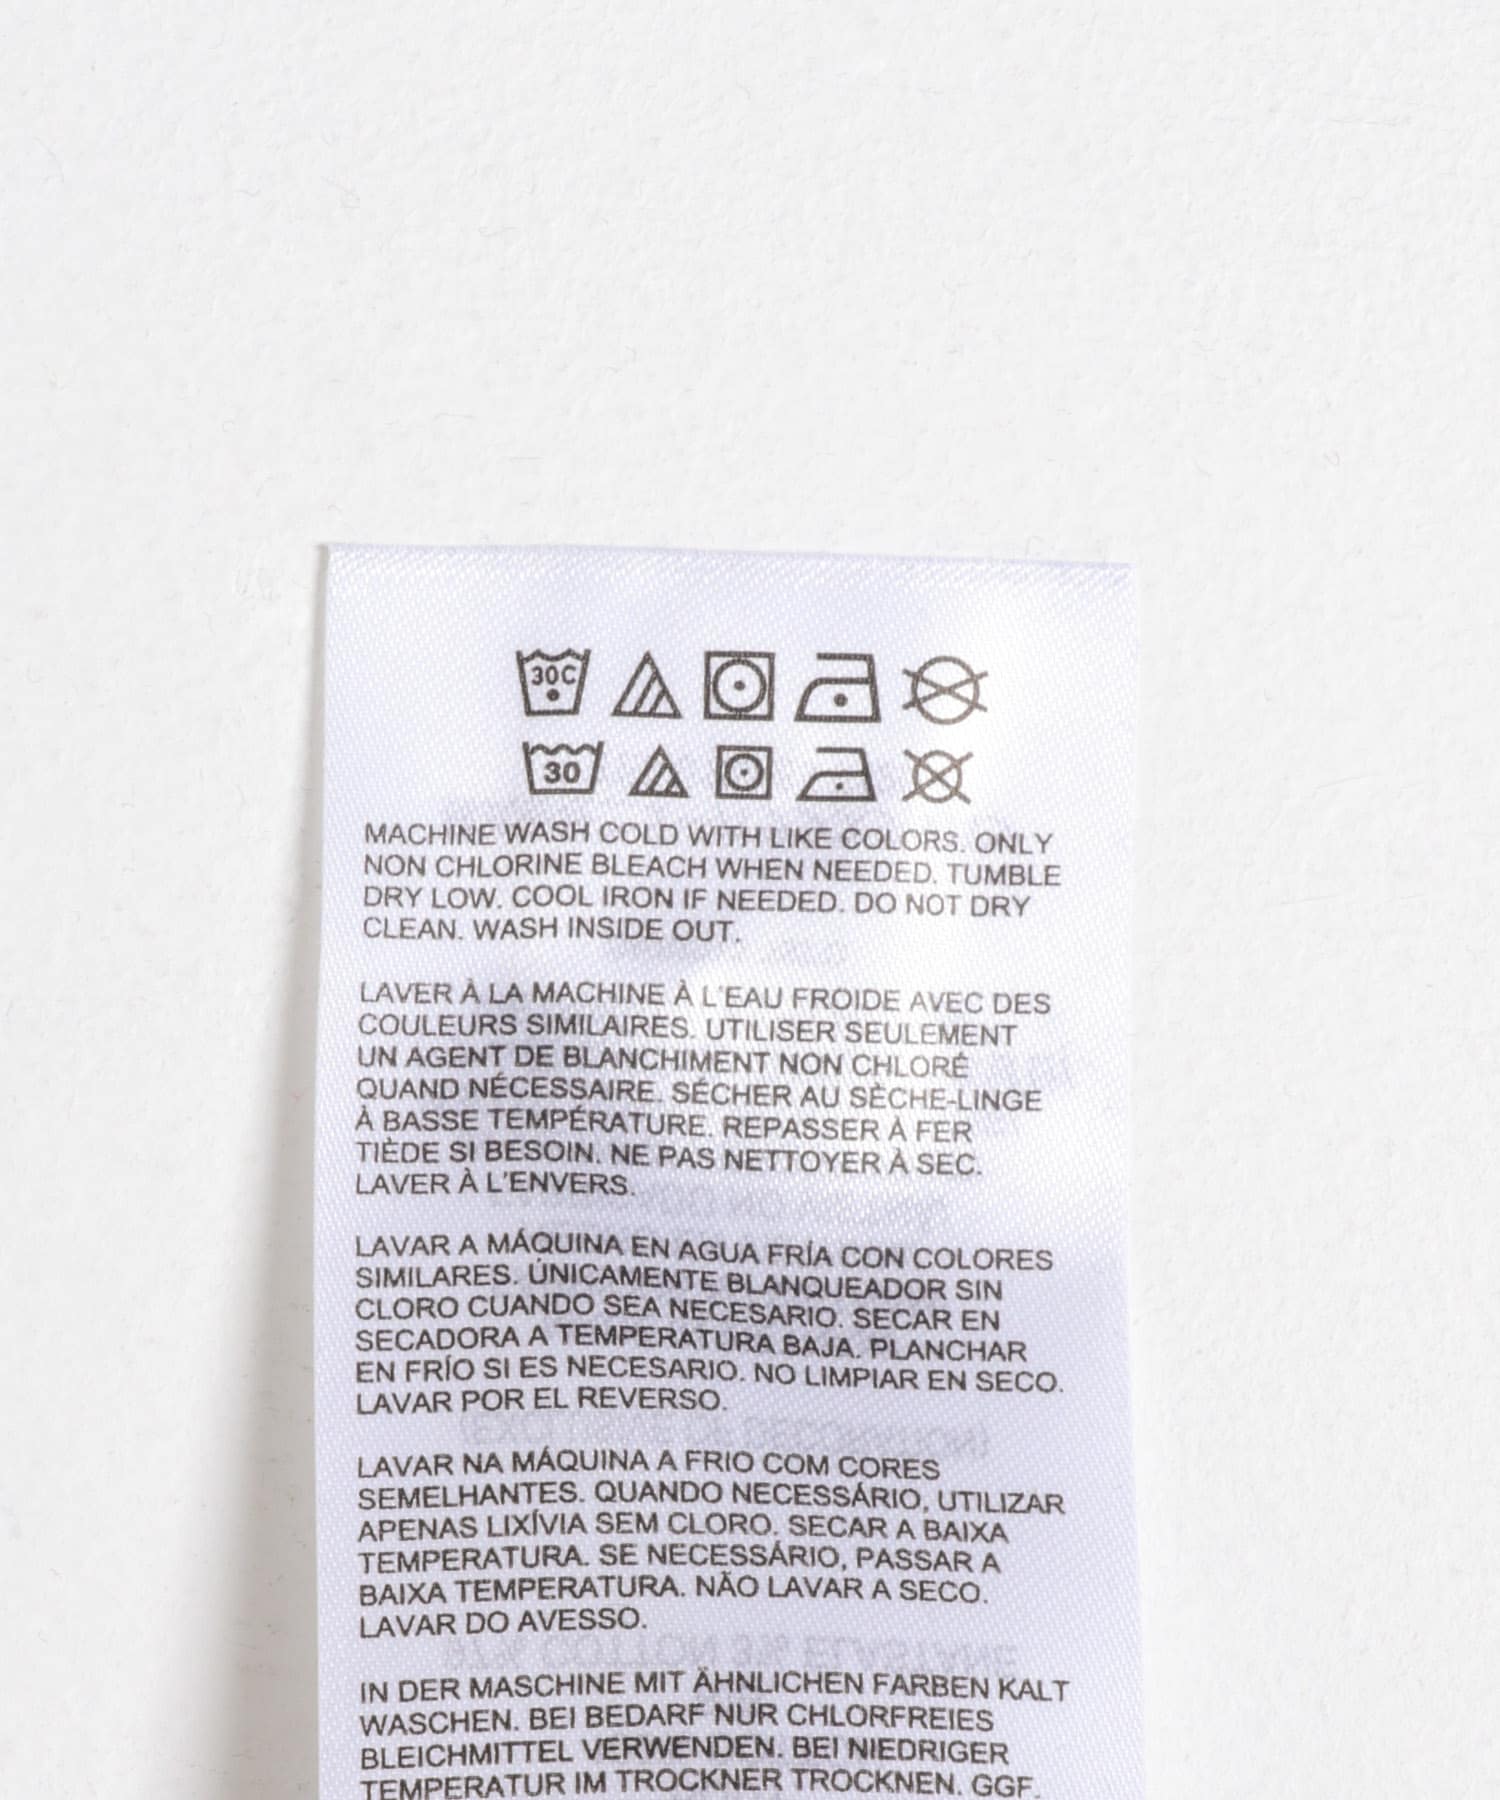 30C
30
MACHINE WASH COLD WITH LIKE COLORS. ONLY
NON CHLORINE BLEACH WHEN NEEDED. TUMBLE
DRY LOW. COOL IRON IF NEEDED. DO NOT DRY
CLEAN. WASH INSIDE OUT.
LAVER À LA MACHINE À L'EAU FROIDE AVEC DES
COULEURS SIMILAIRES. UTILISER SEULEMENT
UN AGENT DE BLANCHIMENT NON CHLORÉ
QUAND NÉCESSAIRE. SÉCHER AU SÈCHE-LINGE
À BASSE TEMPÉRATURE. REPASSER À FER
TIÈDE SI BESOIN. NE PAS NETTOYER À SEC.
LAVER À L'ENVERS.
LAVAR A MÁQUINA EN AGUA FRÍA CON COLORES
SIMILARES. ÚNICAMENTE BLANQUEADOR SIN
CLORO CUANDO SEA NECESARIO. SECAR EN
SECADORA A TEMPERATURA BAJA. PLANCHAR
EN FRÍO SI ES NECESARIO. NO LIMPIAR EN SECO.
LAVAR POR EL REVERSO.
LAVAR NA MÁQUINA A FRIO COM CORES
SEMELHANTES. QUANDO NECESSÁRIO, UTILIZAR
APENAS LIXÍVIA SEM CLORO. SECAR A BAIXA
TEMPERATURA. SE NECESSÁRIO, PASSAR A
BAIXA TEMPERATURA. NÃO LAVAR A SECO.
LAVAR DO AVESSO.
IN DER MASCHINE MIT ÄHNLICHEN FARBEN KALT
WASCHEN. BEI BEDARF NUR CHLORFREIES
BLEICHMITTEL VERWENDEN. BEI NIEDRIGER
TEMPERATUR IM TROCKNER TROCKNEN. GGF.